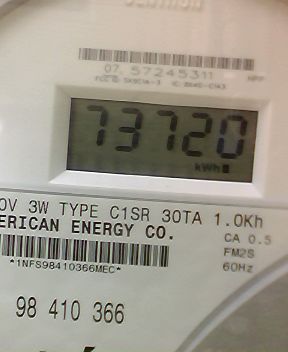 07 57245311
73720
kWh
0V 3W TYPE C1SR 30TA 1.0Kh
ERICAN ENERGY CO.
CA 0.5
FM2S
*1NFS98410366MEC*
60Hz
98 410 366